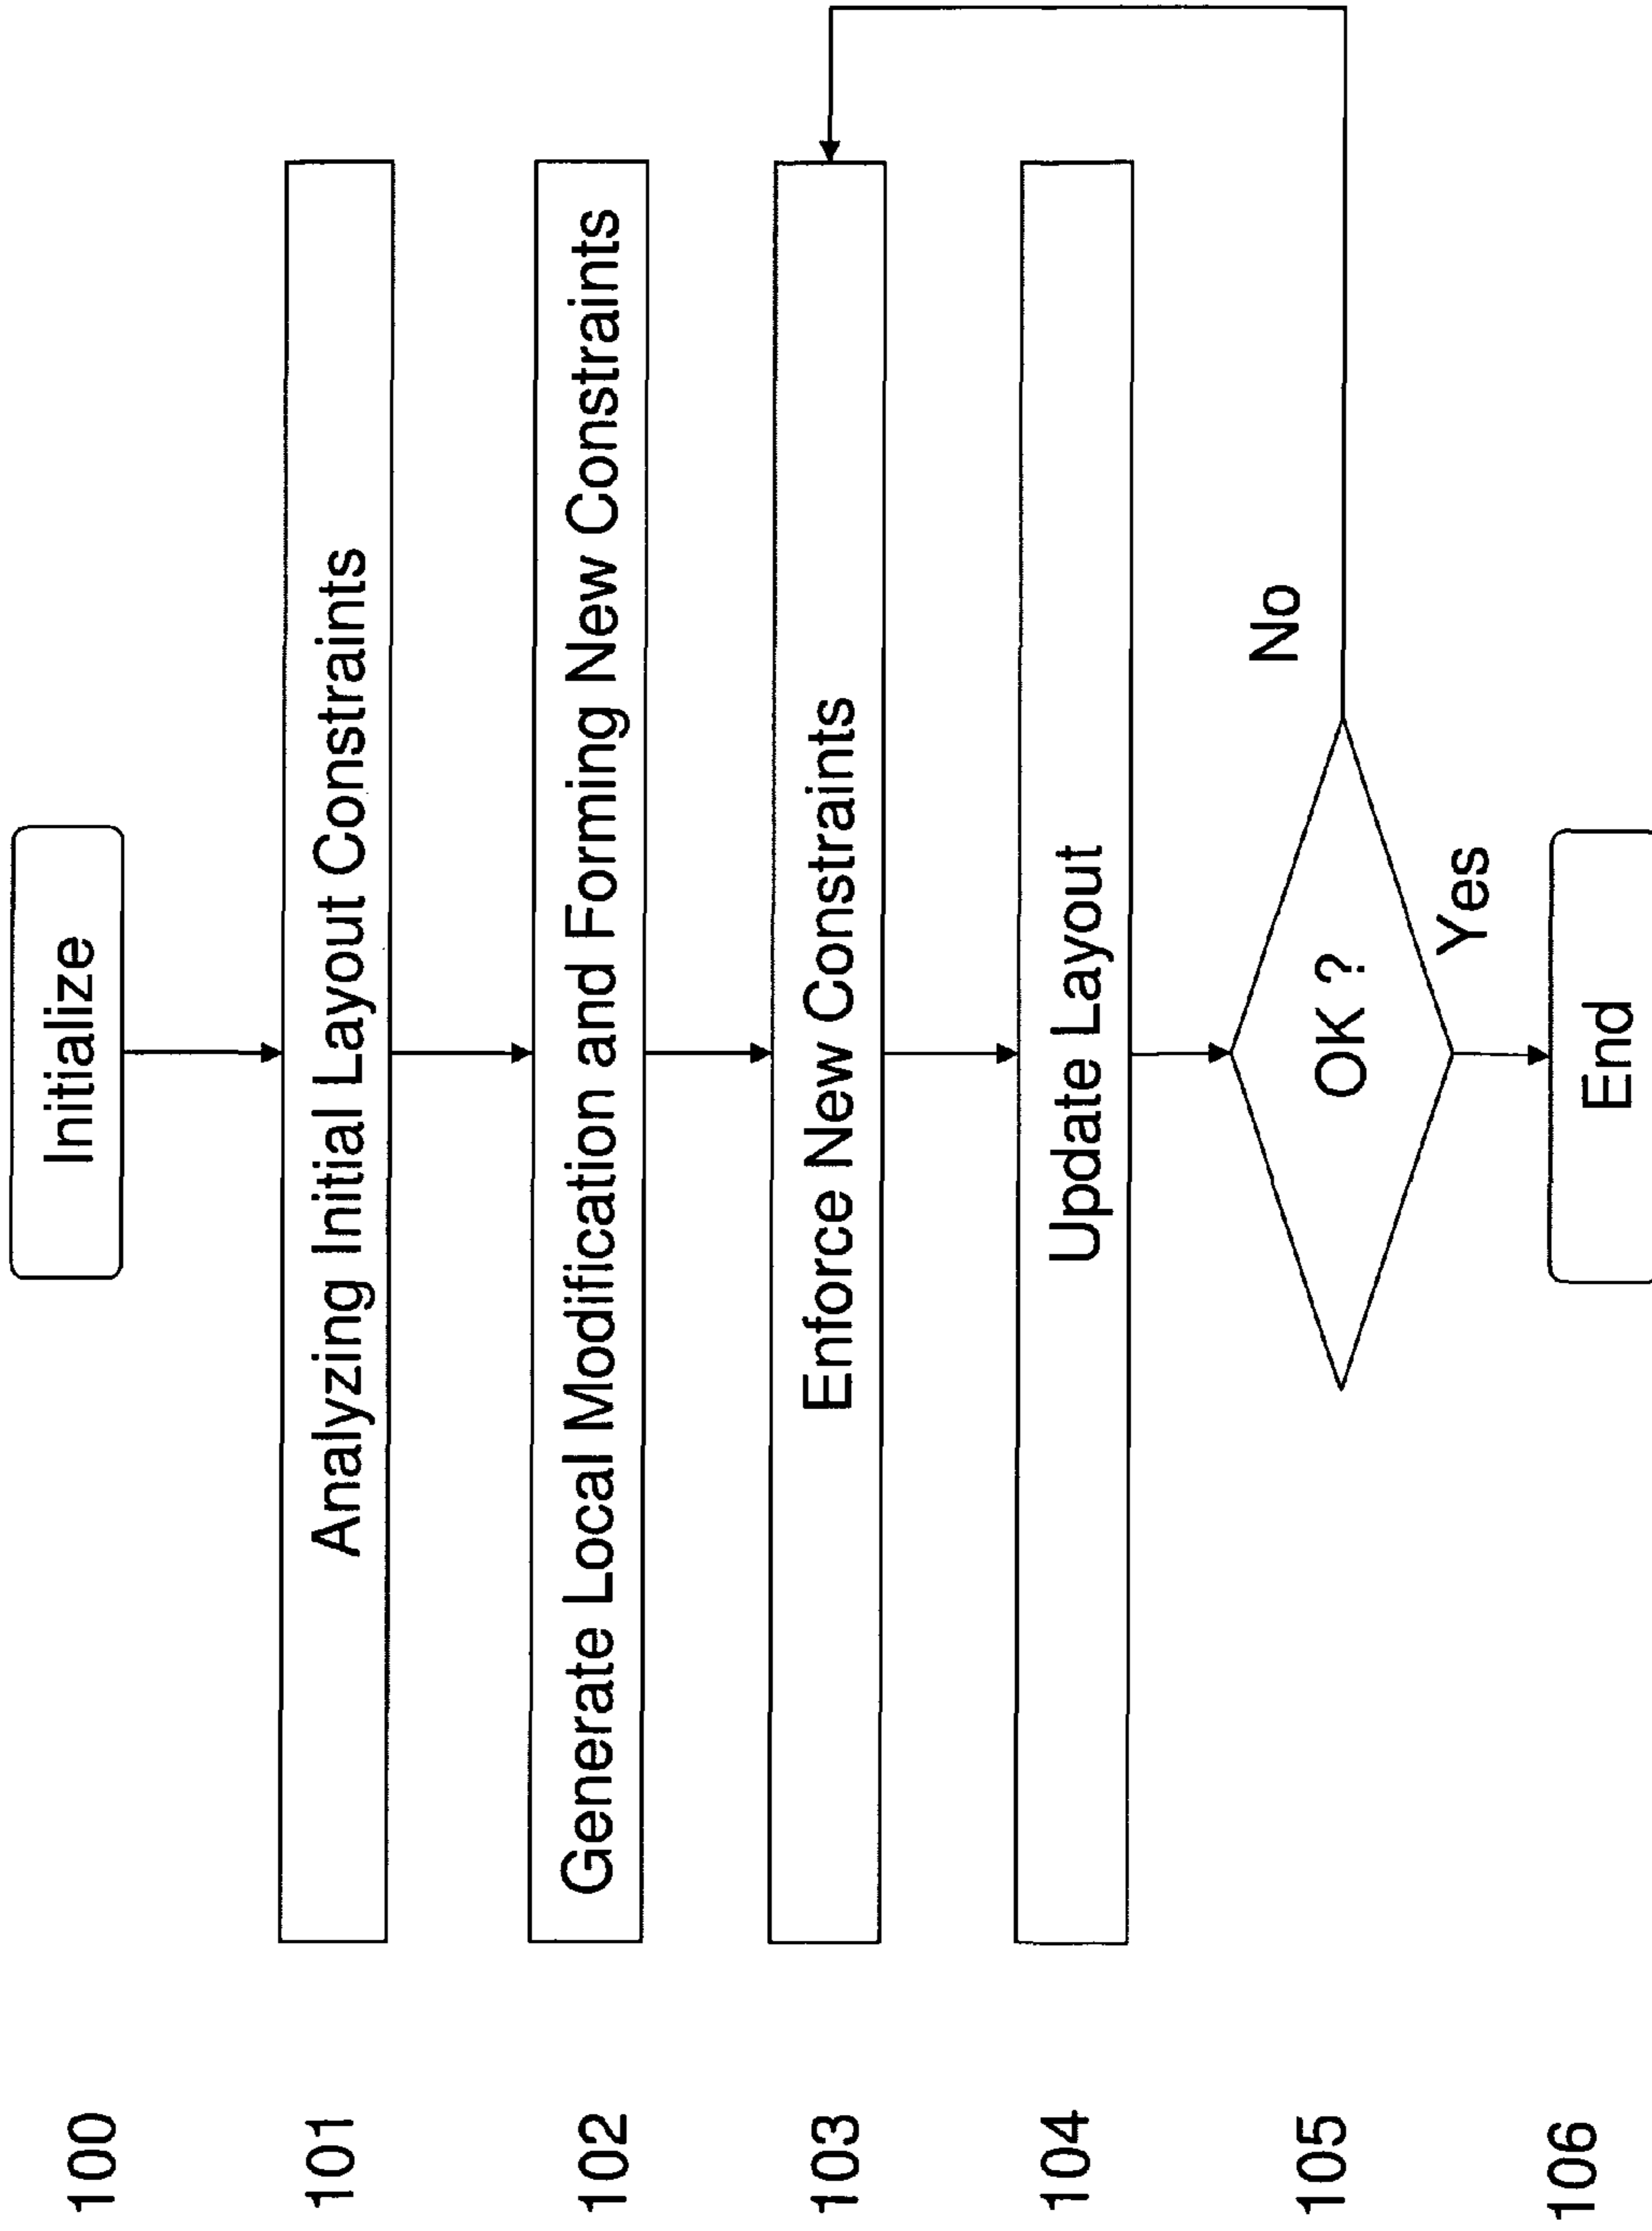 100
Initialize
101
Analyzing Initial Layout Constraints
102
Generate Local Modification and Forming New Constraints
103
Enforce New Constraints
104
Update Layout
105
OK ?
No
Yes
106
End